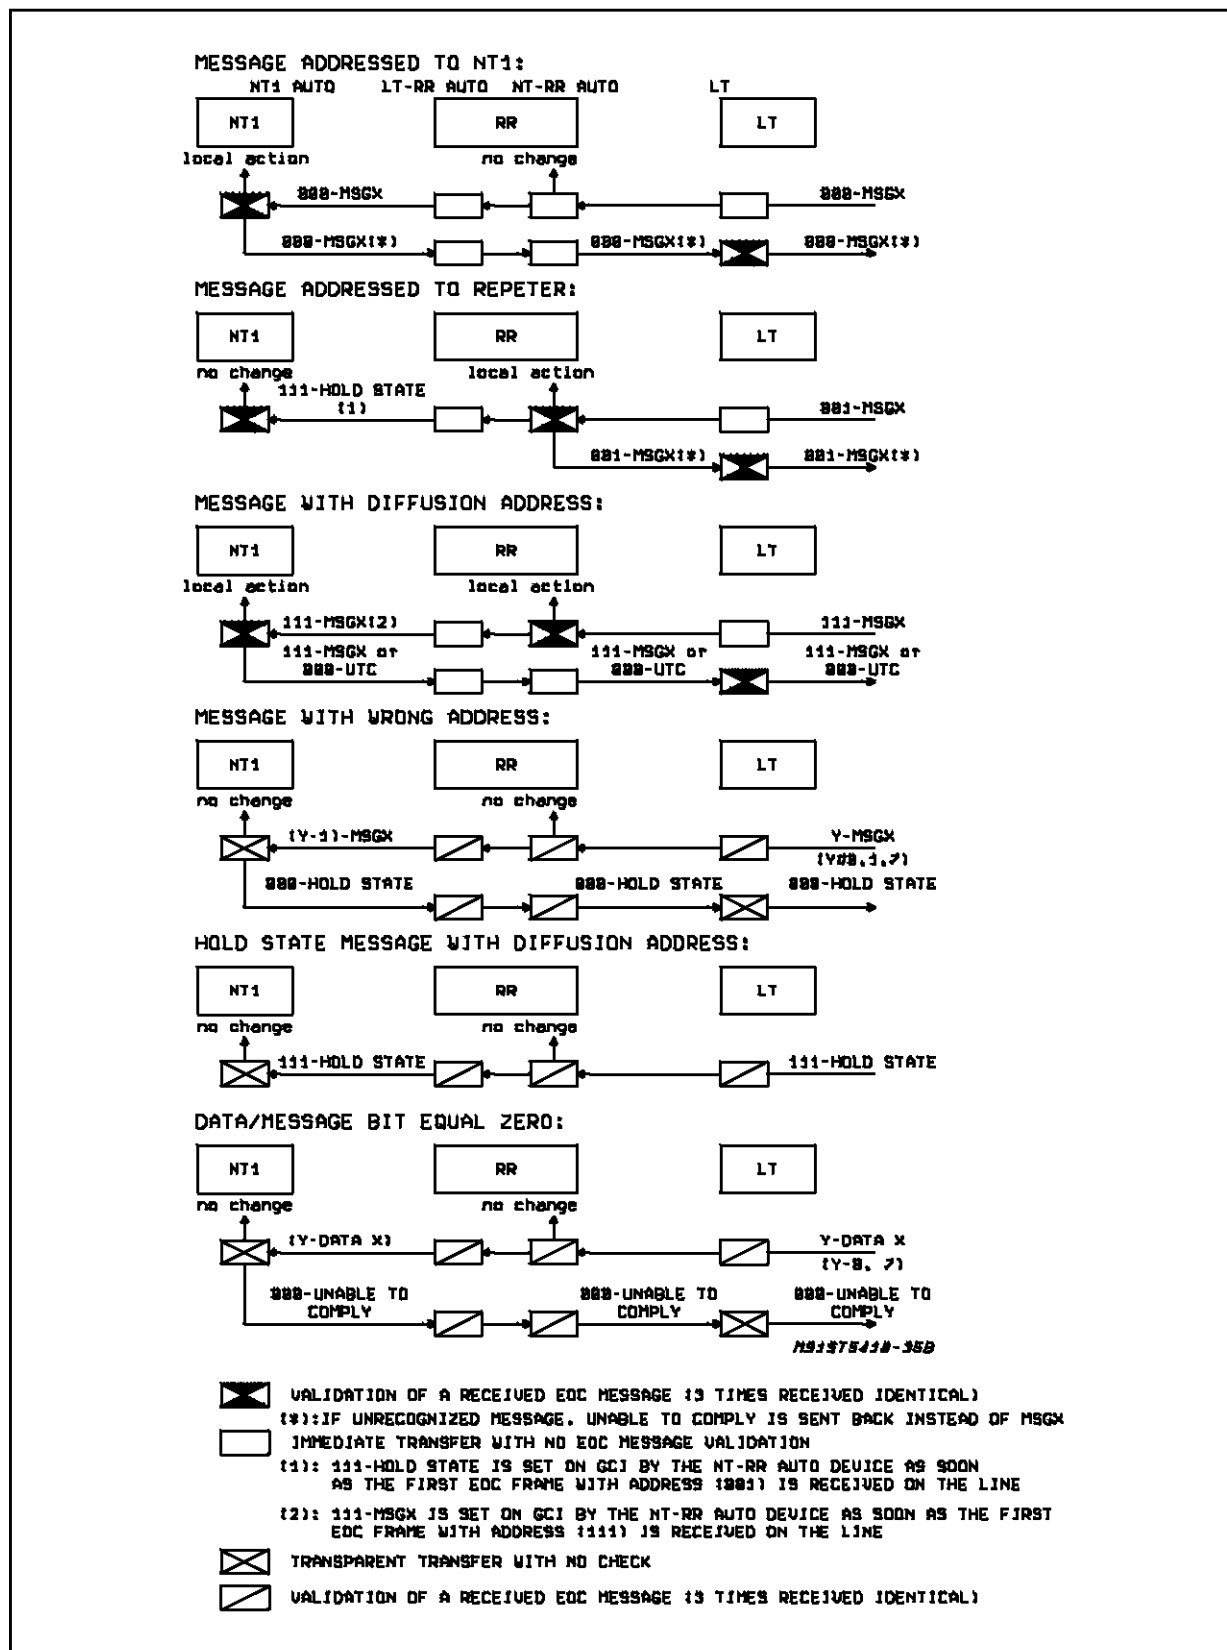 MESSAGE ADDRESSED TO NT1:
NT1 AUTO LT-RR AUTO NT-RR AUTO LT
NT1 RR LT
local action no change
000-MSGX 000-MSGX
000-MSGX(*) 000-MSGX(*) 000-MSGX(*)
MESSAGE ADDRESSED TO REPETER:
NT1 RR LT
no change local action
111-HOLD STATE
(1) 001-MSGX
001-MSGX(*) 001-MSGX(*)
MESSAGE WITH DIFFUSION ADDRESS:
NT1 RR LT
local action local action
111-MSGX(2) 111-MSGX
111-MSGX or 111-MSGX or 111-MSGX or
000-UTC 000-UTC 000-UTC
MESSAGE WITH WRONG ADDRESS:
NT1 RR LT
no change no change
(Y-1)-MSGX Y-MSGX
(Y#0,1,7)
000-HOLD STATE 000-HOLD STATE 000-HOLD STATE
HOLD STATE MESSAGE WITH DIFFUSION ADDRESS:
NT1 RR LT
no change no change
111-HOLD STATE 111-HOLD STATE
DATA/MESSAGE BIT EQUAL ZERO:
NT1 RR LT
no change no change
(Y-DATA X) Y-DATA X
(Y-0, 7)
000-UNABLE TO 000-UNABLE TO 000-UNABLE TO
COMPLY COMPLY COMPLY
M91ST5410-35B
VALIDATION OF A RECEIVED EOC MESSAGE (3 TIMES RECEIVED IDENTICAL)
(*):IF UNRECOGNIZED MESSAGE. UNABLE TO COMPLY IS SENT BACK INSTEAD OF MSGX
IMMEDIATE TRANSFER WITH NO EOC MESSAGE VALIDATION
(1): 111-HOLD STATE IS SET ON GCI BY THE NT-RR AUTO DEVICE AS SOON
AS THE FIRST EOC FRAME WITH ADDRESS (001) IS RECEIVED ON THE LINE
(2): 111-MSGX IS SET ON GCI BY THE NT-RR AUTO DEVICE AS SOON AS THE FIRST
EOC FRAME WITH ADDRESS (111) IS RECEIVED ON THE LINE
TRANSPARENT TRANSFER WITH NO CHECK
VALIDATION OF A RECEIVED EOC MESSAGE (3 TIMES RECEIVED IDENTICAL)